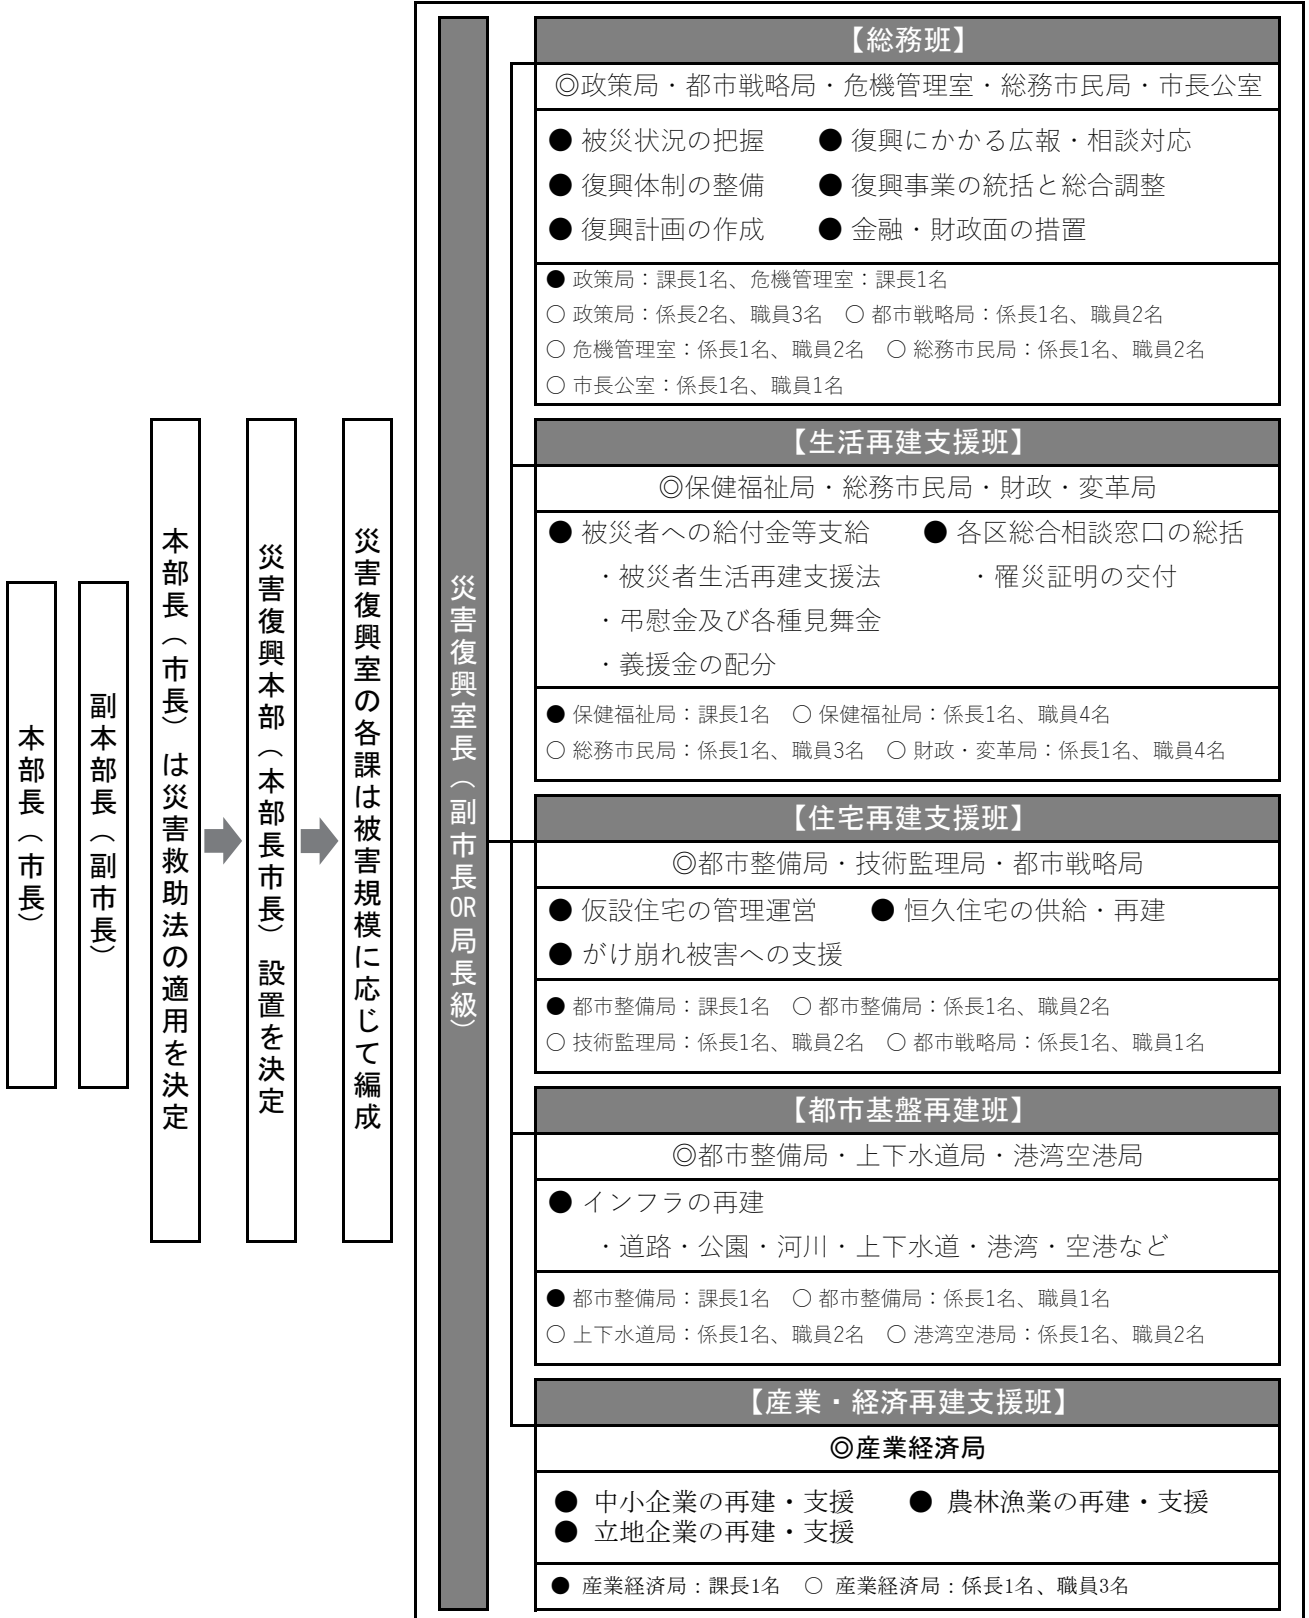 本部長（市長）
副本部長（副市長）
本部長（市長）は災害救助法の適用を決定
災害復興本部（本部長市長）設置を決定
災害復興室の各課は被害規模に応じて編成
災害復興室長（副市長OR局長級）
【総務班】
◎政策局・都市戦略局・危機管理室・総務市民局・市長公室
● 被災状況の把握　● 復興にかかる広報・相談対応
● 復興体制の整備　● 復興事業の統括と総合調整
● 復興計画の作成　● 金融・財政面の措置
● 政策局：課長1名、危機管理室：課長1名
○ 政策局：係長2名、職員3名　○ 都市戦略局：係長1名、職員2名
○ 危機管理室：係長1名、職員2名　○ 総務市民局：係長1名、職員2名
○ 市長公室：係長1名、職員1名
【生活再建支援班】
◎保健福祉局・総務市民局・財政・変革局
● 被災者への給付金等支給　● 各区総合相談窓口の総括
・被災者生活再建支援法　・罹災証明の交付
・弔慰金及び各種見舞金
・義援金の配分
● 保健福祉局：課長1名　○ 保健福祉局：係長1名、職員4名
○ 総務市民局：係長1名、職員3名　○ 財政・変革局：係長1名、職員4名
【住宅再建支援班】
◎都市整備局・技術監理局・都市戦略局
● 仮設住宅の管理運営　● 恒久住宅の供給・再建
● がけ崩れ被害への支援
● 都市整備局：課長1名　○ 都市整備局：係長1名、職員2名
○ 技術監理局：係長1名、職員2名　○ 都市戦略局：係長1名、職員1名
【都市基盤再建班】
◎都市整備局・上下水道局・港湾空港局
● インフラの再建
・道路・公園・河川・上下水道・港湾・空港など
● 都市整備局：課長1名　○ 都市整備局：係長1名、職員1名
○ 上下水道局：係長1名、職員2名　○ 港湾空港局：係長1名、職員2名
【産業・経済再建支援班】
◎産業経済局
● 中小企業の再建・支援　● 農林漁業の再建・支援
● 立地企業の再建・支援
● 産業経済局：課長1名　○ 産業経済局：係長1名、職員3名